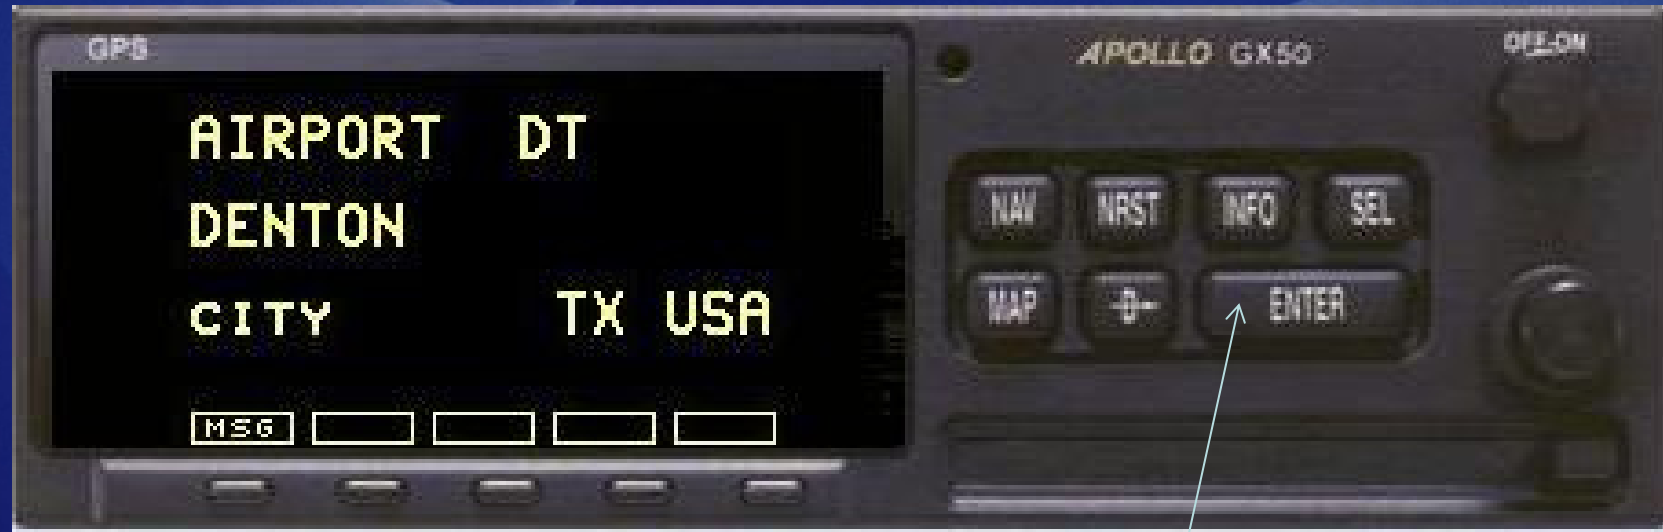 GPS
APOLLO GX50
OFF-ON
AIRPORT DT
DENTON
CITY TX USA
MSG
NAV NRST INFO SEL
MAP D ENTER